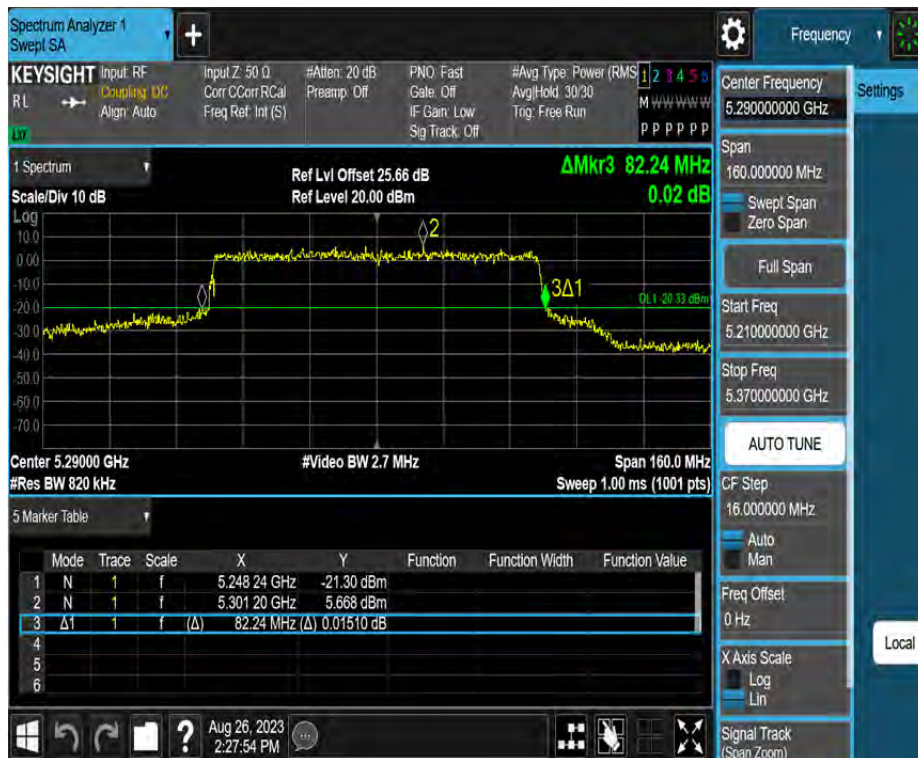 Spectrum Analyzer 1
Swept SA
+
Frequency
KEYSIGHT Input: RF Input Z: 50 Ω #Atten: 20 dB PNO: Fast #Avg Type: Power (RMS 1 2 3 4 5 6
RL Coupling: DC Corr CCorr RCal Preamp: Off Gate: Off Avg|Hold: 30/30 M W W W W W
Align: Auto Freq Ref: Int (S) IF Gain: Low Trig: Free Run
LXI Sig Track: Off P P P P P P
Center Frequency
5.290000000 GHz
Settings
Span
160.000000 MHz
Swept Span
Zero Span
Full Span
Start Freq
5.210000000 GHz
Stop Freq
5.370000000 GHz
AUTO TUNE
CF Step
16.000000 MHz
Auto
Man
Freq Offset
0 Hz
X Axis Scale
Log
Lin
Signal Track
(Span Zoom)
Local
1 Spectrum
Ref Lvl Offset 25.66 dB ΔMkr3 82.24 MHz
Scale/Div 10 dB Ref Level 20.00 dBm 0.02 dB
Log
10.0
0.00
-10.0
-20.0
-30.0
-40.0
-50.0
-60.0
-70.0
2
1
3Δ1
DL1 -20.33 dBm
Center 5.29000 GHz #Video BW 2.7 MHz Span 160.0 MHz
#Res BW 820 kHz Sweep 1.00 ms (1001 pts)
5 Marker Table
Mode Trace Scale X Y Function Function Width Function Value
1 N 1 f 5.248 24 GHz -21.30 dBm
2 N 1 f 5.301 20 GHz 5.668 dBm
3 Δ1 1 f (Δ) 82.24 MHz (Δ) 0.01510 dB
4
5
6
?
Aug 26, 2023
2:27:54 PM